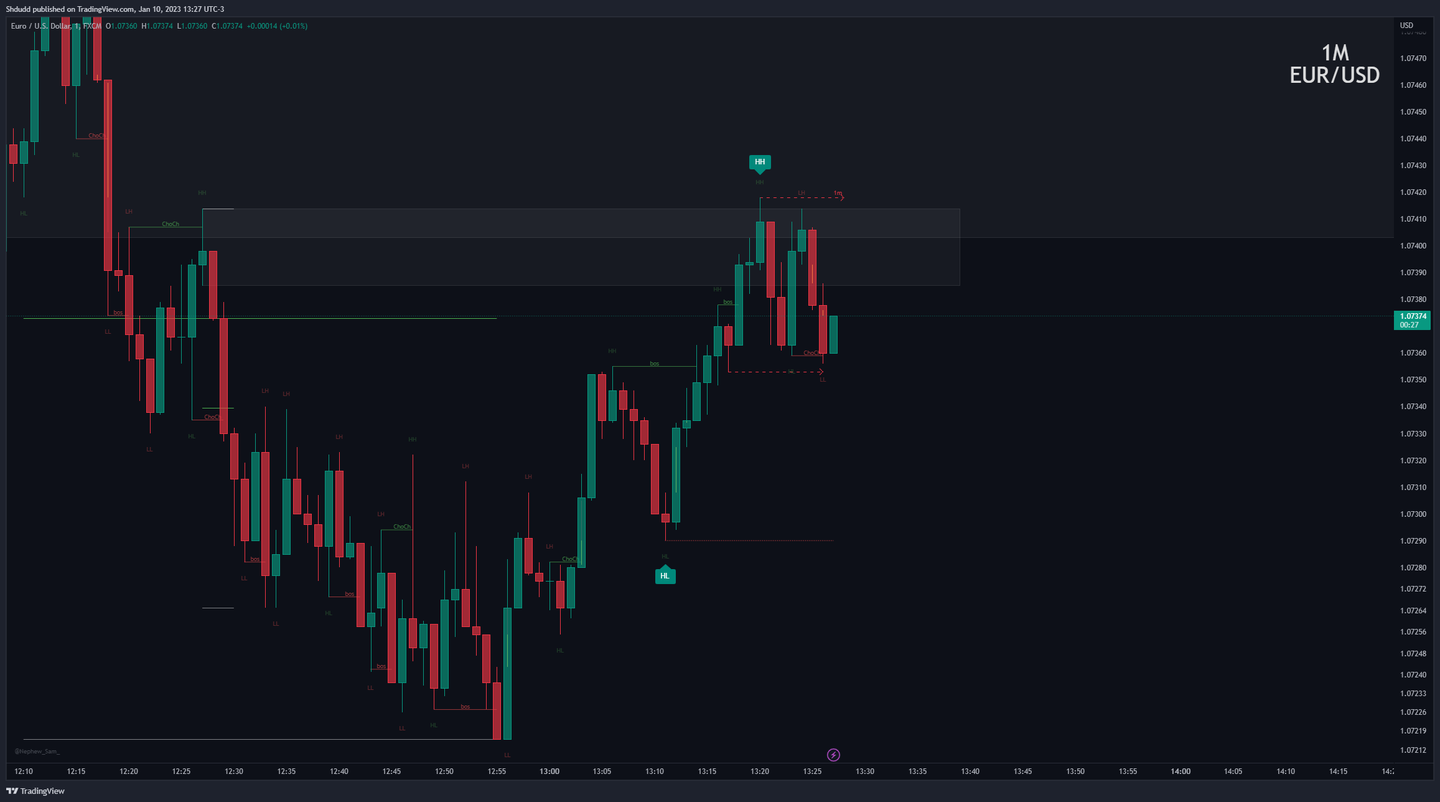 Shdudd published on TradingView.com, Jan 10, 2023 13:27 UTC-3
Euro / U.S. Dollar, 1, FXCM O1.07360 H1.07374 L1.07360 C1.07374 +0.00014 (+0.01%)
USD
1M
EUR/USD
1.07470
1.07460
1.07450
1.07440
1.07430
1.07420
1.07410
1.07400
1.07390
1.07380
1.07374
00:27
1.07360
1.07350
1.07340
1.07330
1.07320
1.07310
1.07300
1.07290
1.07280
1.07272
1.07264
1.07256
1.07248
1.07240
1.07233
1.07226
1.07219
1.07212
ChoCh
HL
HL
LH
HH
ChoCh
bos
LL
LL
HL
ChoCh
LH
LH
bos
LL
LL
LH
HL
bos
LH
ChoCh
HH
bos
LL
LL
HL
LH
bos
LL
LH
LH
ChoCh
HL
HH
bos
HL
HL
HH
bos
HH
HH
LH
1m
ChoCh
HL
LL
@Nephew_Sam_
12:10 12:15 12:20 12:25 12:30 12:35 12:40 12:45 12:50 12:55 13:00 13:05 13:10 13:15 13:20 13:25 13:30 13:35 13:40 13:45 13:50 13:55 14:00 14:05 14:10 14:15
TradingView